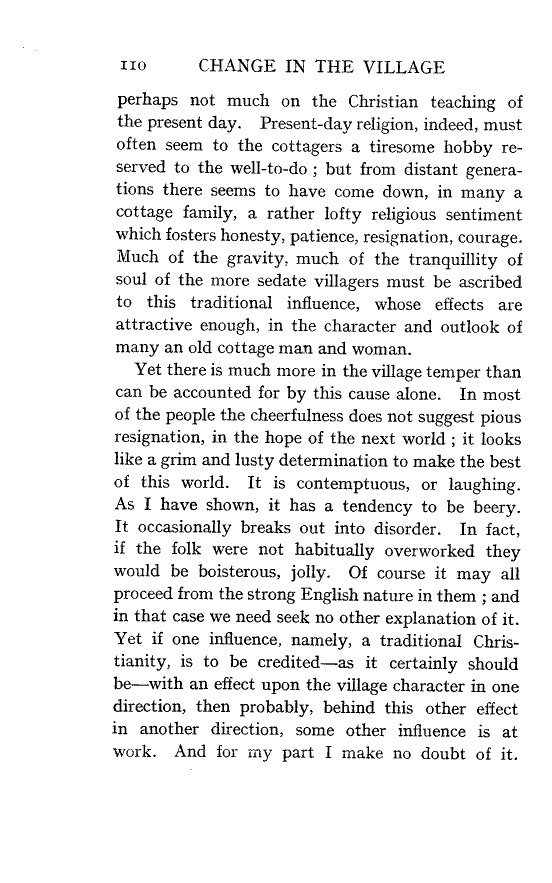 110 CHANGE IN THE VILLAGE
perhaps not much on the Christian teaching of
the present day. Present-day religion, indeed, must
often seem to the cottagers a tiresome hobby re-
served to the well-to-do ; but from distant genera-
tions there seems to have come down, in many a
cottage family, a rather lofty religious sentiment
which fosters honesty, patience, resignation, courage.
Much of the gravity, much of the tranquillity of
soul of the more sedate villagers must be ascribed
to this traditional influence, whose effects are
attractive enough, in the character and outlook of
many an old cottage man and woman.
Yet there is much more in the village temper than
can be accounted for by this cause alone. In most
of the people the cheerfulness does not suggest pious
resignation, in the hope of the next world ; it looks
like a grim and lusty determination to make the best
of this world. It is contemptuous, or laughing.
As I have shown, it has a tendency to be beery.
It occasionally breaks out into disorder. In fact,
if the folk were not habitually overworked they
would be boisterous, jolly. Of course it may all
proceed from the strong English nature in them ; and
in that case we need seek no other explanation of it.
Yet if one influence, namely, a traditional Chris-
tianity, is to be credited—as it certainly should
be—with an effect upon the village character in one
direction, then probably, behind this other effect
in another direction, some other influence is at
work. And for my part I make no doubt of it.